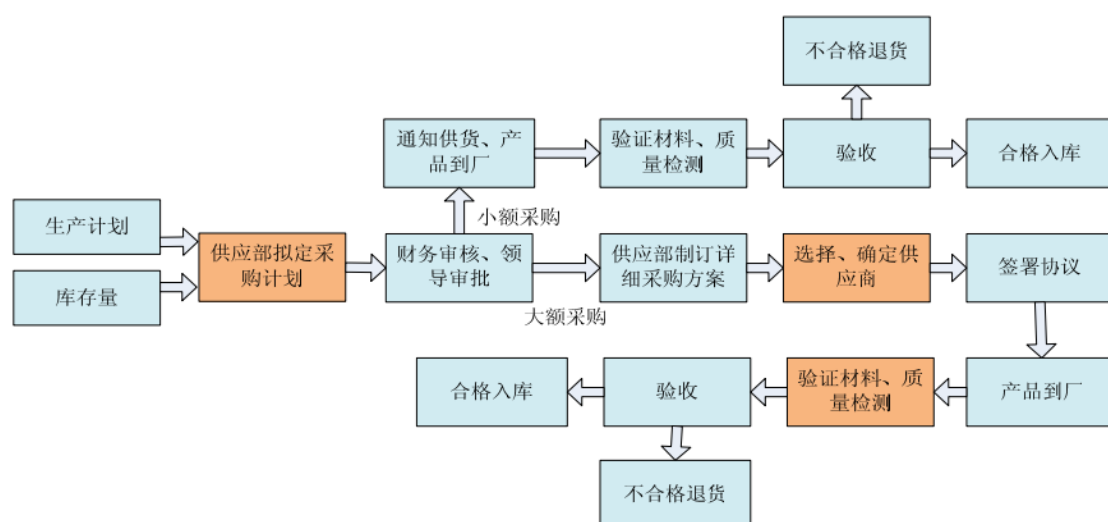 不合格退货
通知供货、产
品到厂
验证材料、质
量检测
验收
合格入库
生产计划
小额采购
供应部拟定采
购计划
财务审核、领
导审批
供应部制订详
细采购方案
选择、确定供
应商
签署协议
库存量
大额采购
合格入库
验收
验证材料、质
量检测
产品到厂
不合格退货